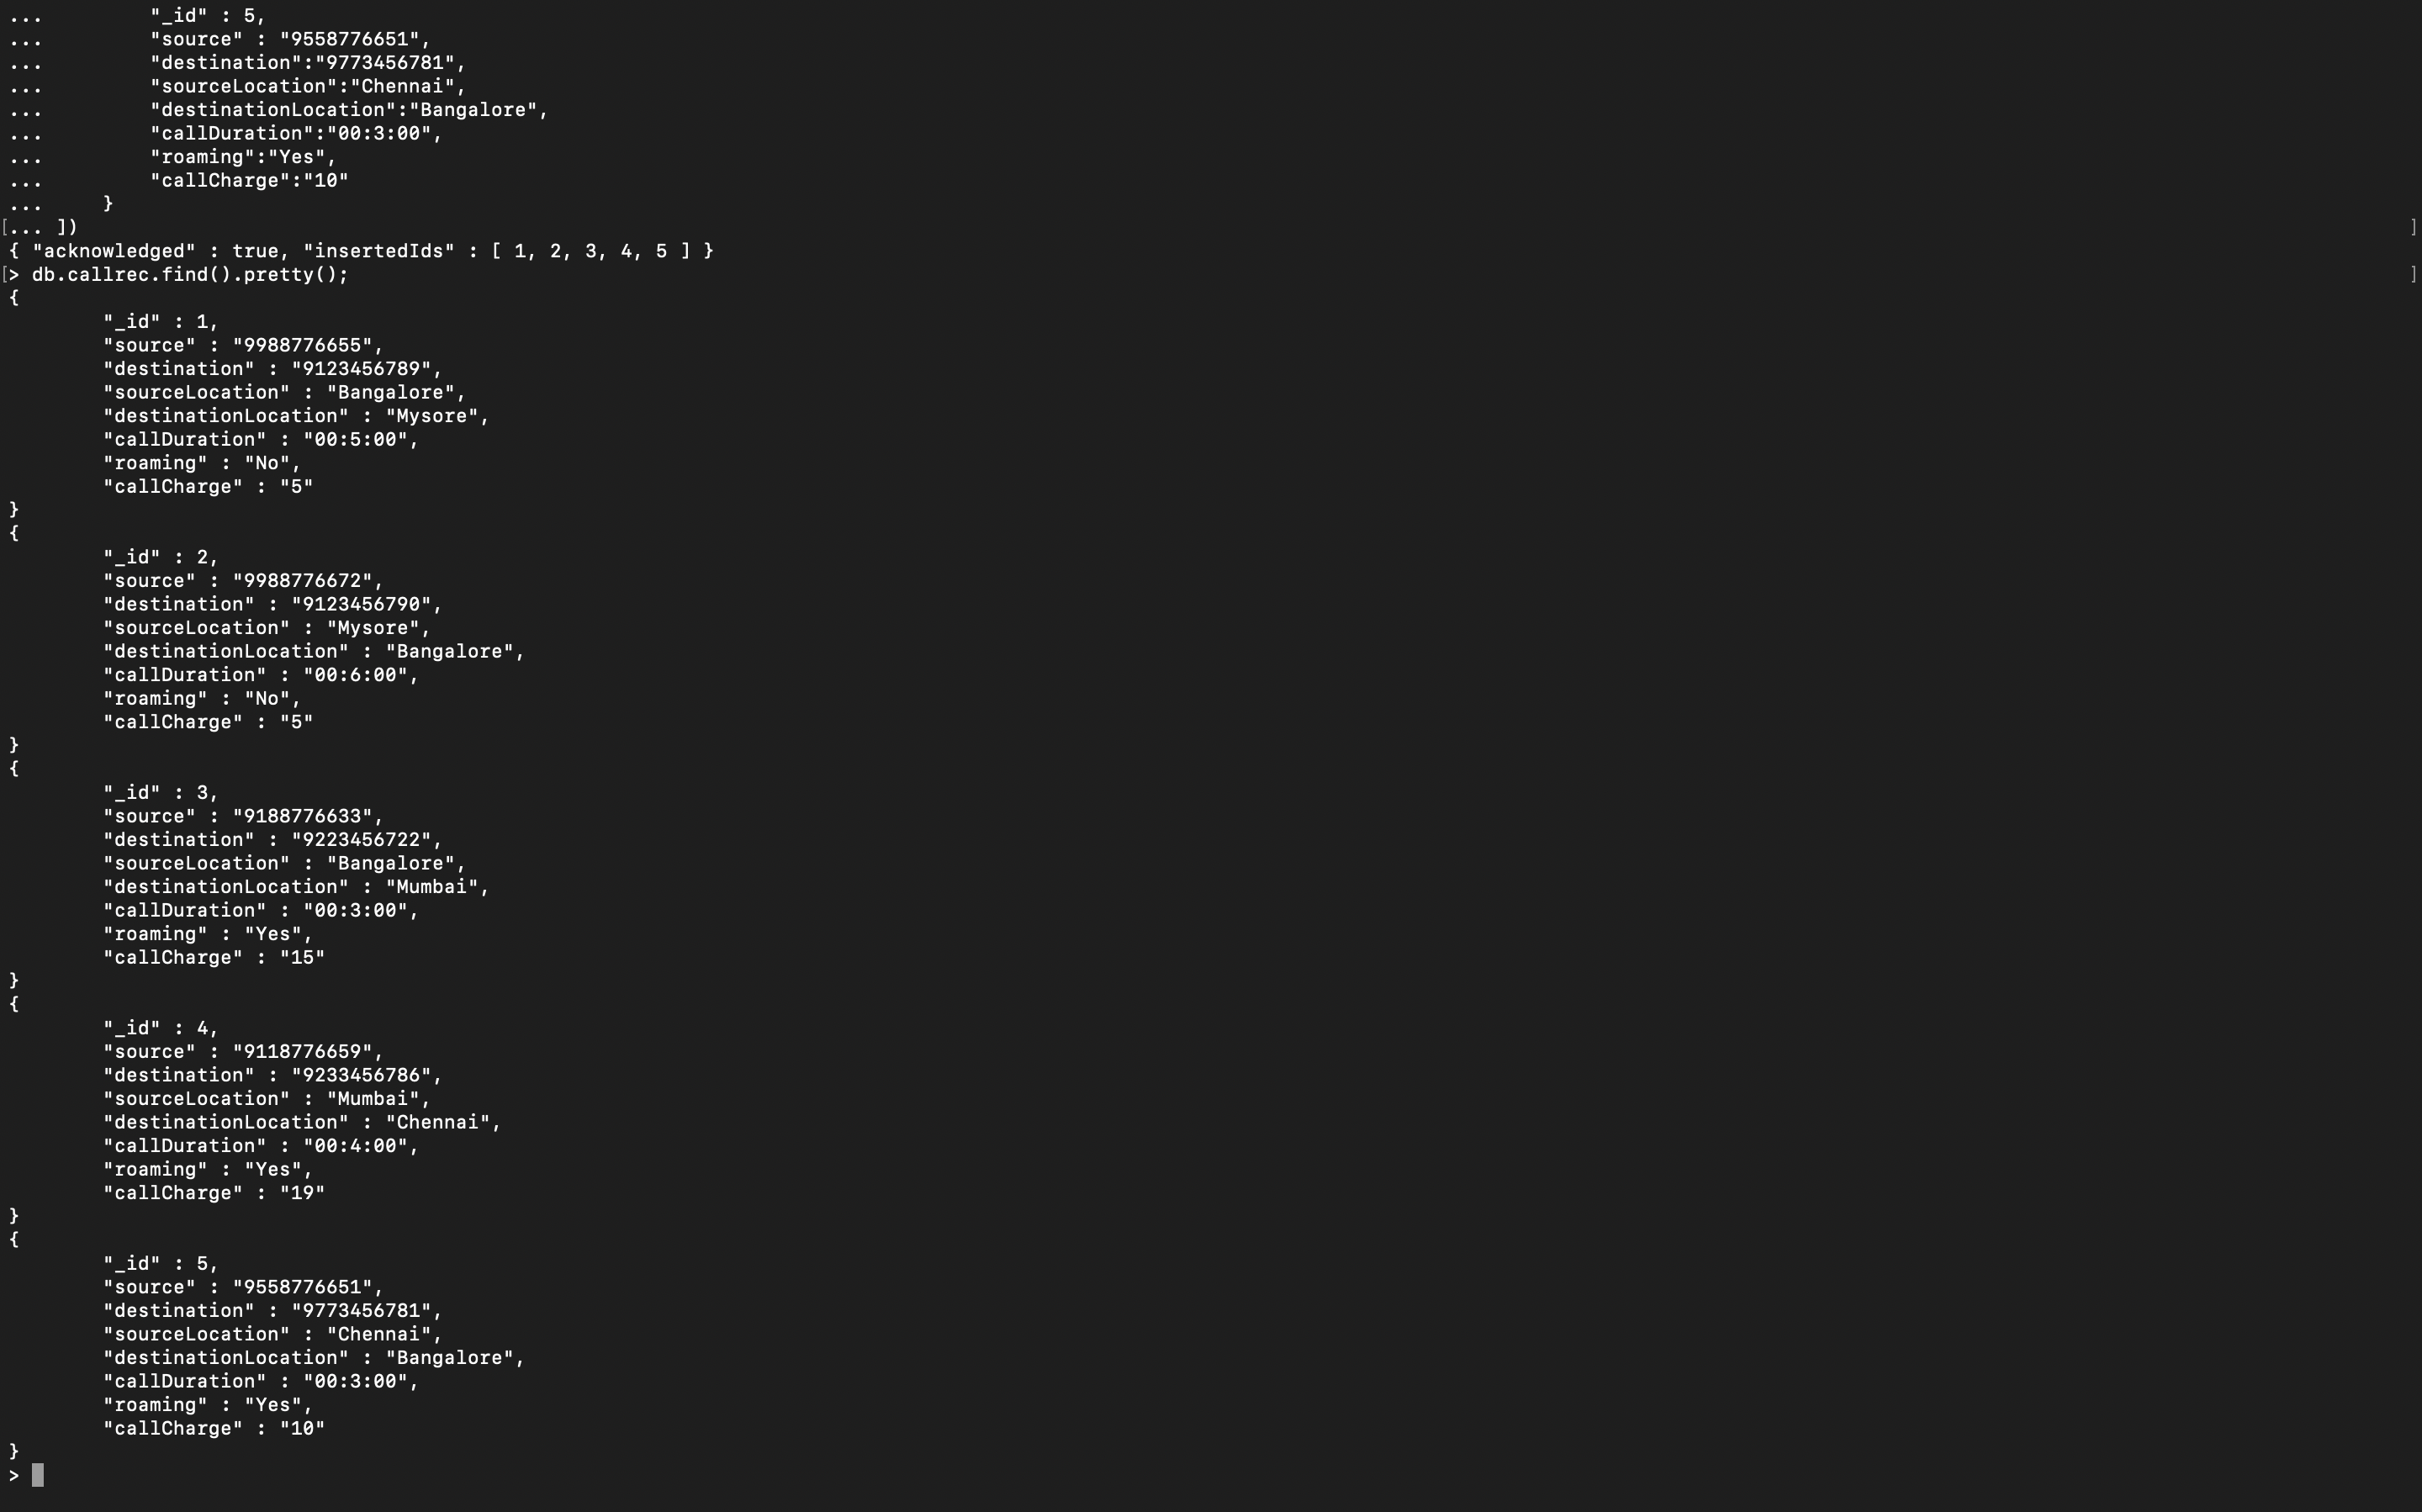 ...         "_id" : 5,
...         "source" : "9558776651",
...         "destination":"9773456781",
...         "sourceLocation":"Chennai",
...         "destinationLocation":"Bangalore",
...         "callDuration":"00:3:00",
...         "roaming":"Yes",
...         "callCharge":"10"
...     }
[... ])                                                                 ]
{ "acknowledged" : true, "insertedIds" : [ 1, 2, 3, 4, 5 ] }
[> db.callrec.find().pretty();                                          ]
{
        "_id" : 1,
        "source" : "9988776655",
        "destination" : "9123456789",
        "sourceLocation" : "Bangalore",
        "destinationLocation" : "Mysore",
        "callDuration" : "00:5:00",
        "roaming" : "No",
        "callCharge" : "5"
}
{
        "_id" : 2,
        "source" : "9988776672",
        "destination" : "9123456790",
        "sourceLocation" : "Mysore",
        "destinationLocation" : "Bangalore",
        "callDuration" : "00:6:00",
        "roaming" : "No",
        "callCharge" : "5"
}
{
        "_id" : 3,
        "source" : "9188776633",
        "destination" : "9223456722",
        "sourceLocation" : "Bangalore",
        "destinationLocation" : "Mumbai",
        "callDuration" : "00:3:00",
        "roaming" : "Yes",
        "callCharge" : "15"
}
{
        "_id" : 4,
        "source" : "9118776659",
        "destination" : "9233456786",
        "sourceLocation" : "Mumbai",
        "destinationLocation" : "Chennai",
        "callDuration" : "00:4:00",
        "roaming" : "Yes",
        "callCharge" : "19"
}
{
        "_id" : 5,
        "source" : "9558776651",
        "destination" : "9773456781",
        "sourceLocation" : "Chennai",
        "destinationLocation" : "Bangalore",
        "callDuration" : "00:3:00",
        "roaming" : "Yes",
        "callCharge" : "10"
}
>